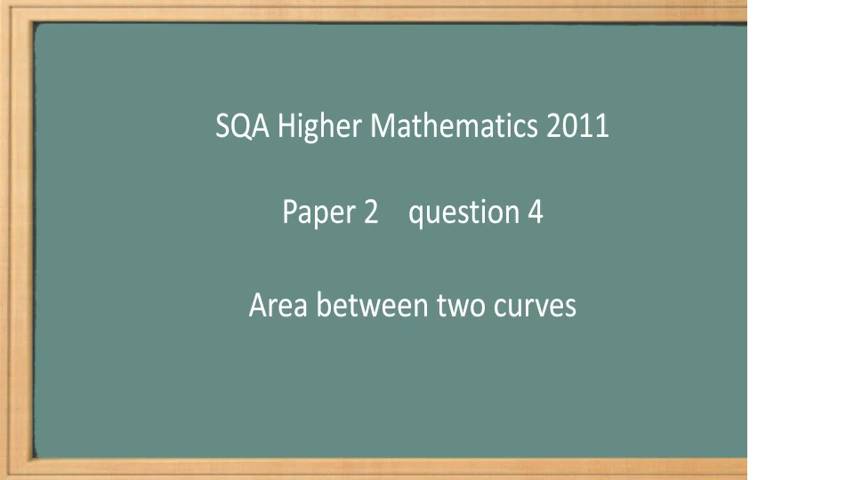 SQA Higher Mathematics 2011
Paper 2 question 4
Area between two curves